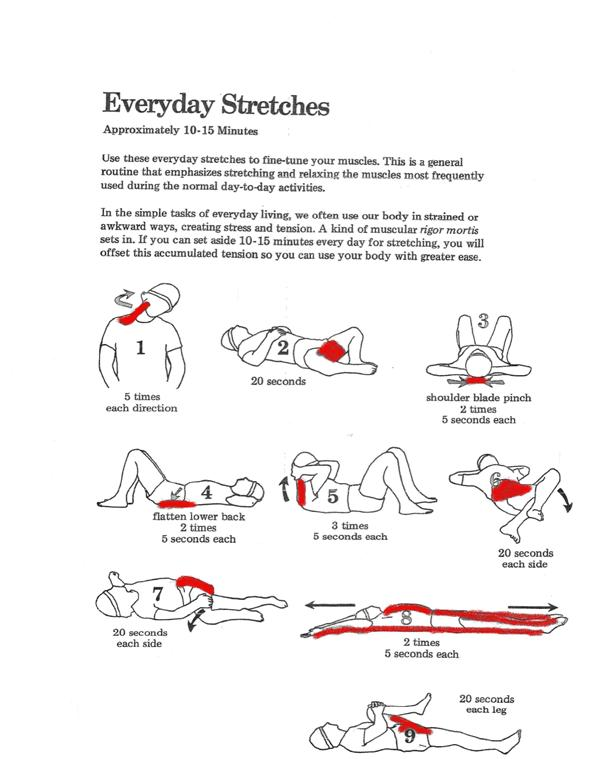 Everyday Stretches
Approximately 10-15 Minutes
Use these everyday stretches to fine-tune your muscles. This is a general
routine that emphasizes stretching and relaxing the muscles most frequently
used during the normal day-to-day activities.
In the simple tasks of everyday living, we often use our body in strained or
awkward ways, creating stress and tension. A kind of muscular rigor mortis
sets in. If you can set aside 10-15 minutes every day for stretching, you will
offset this accumulated tension so you can use your body with greater ease.
1
5 times
each direction
2
20 seconds
3
shoulder blade pinch
2 times
5 seconds each
4
flatten lower back
2 times
5 seconds each
5
3 times
5 seconds each
6
20 seconds
each side
7
20 seconds
each side
8
2 times
5 seconds each
9
20 seconds
each leg